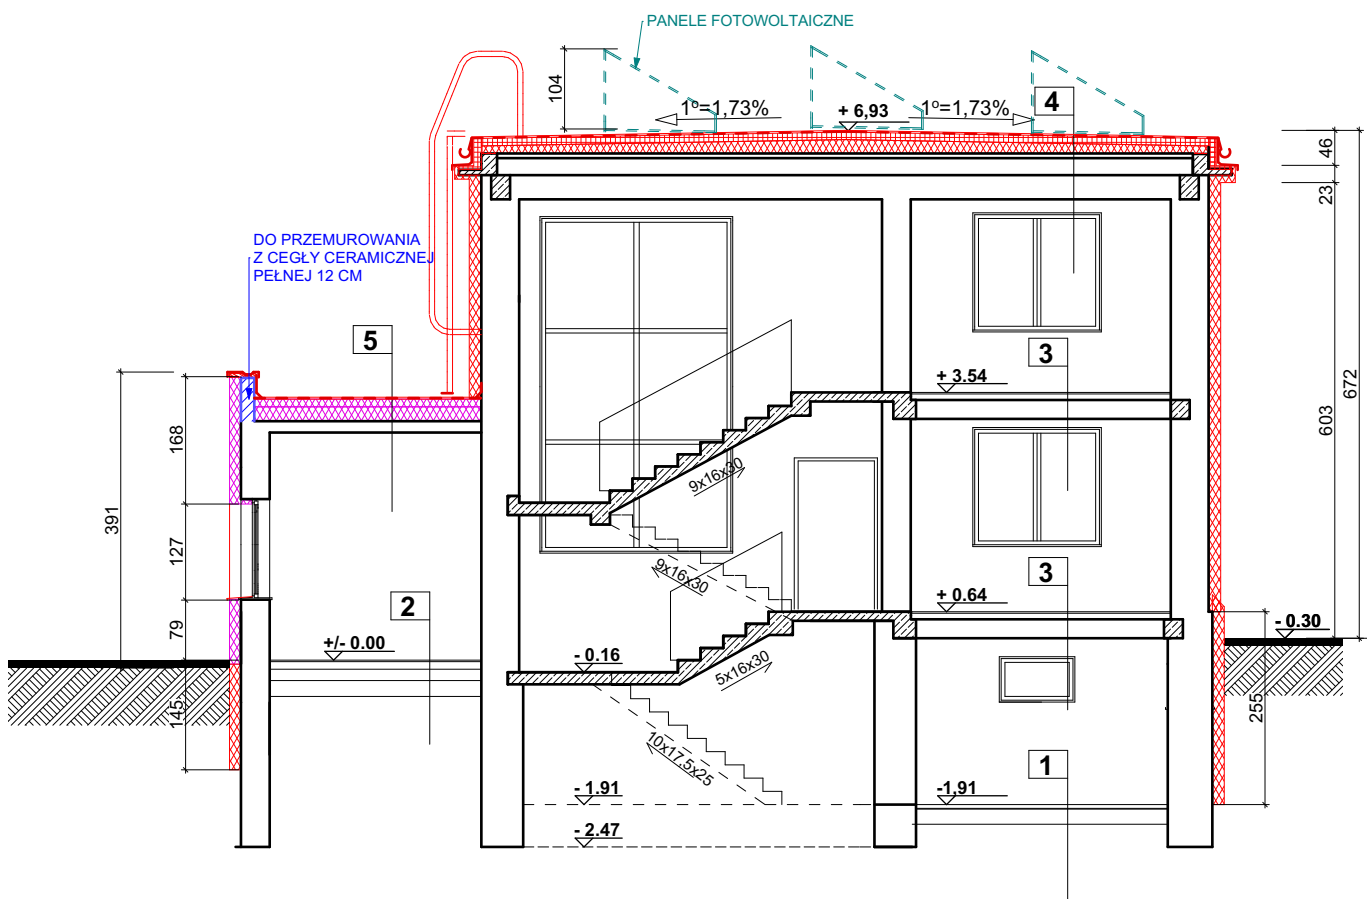 PANELE FOTOWOLTAICZNE
104
1º=1,73%
+ 6,93
1º=1,73%
4
46
23
DO PRZEMUROWANIA
Z CEGŁY CERAMICZNEJ
PEŁNEJ 12 CM
5
3
+ 3.54
672
603
168
9x16x30
391
127
9x16x30
3
2
+ 0.64
79
+/- 0.00
- 0.16
5x16x30
- 0.30
145
255
10x17,5x25
1
- 1.91
-1,91
- 2.47